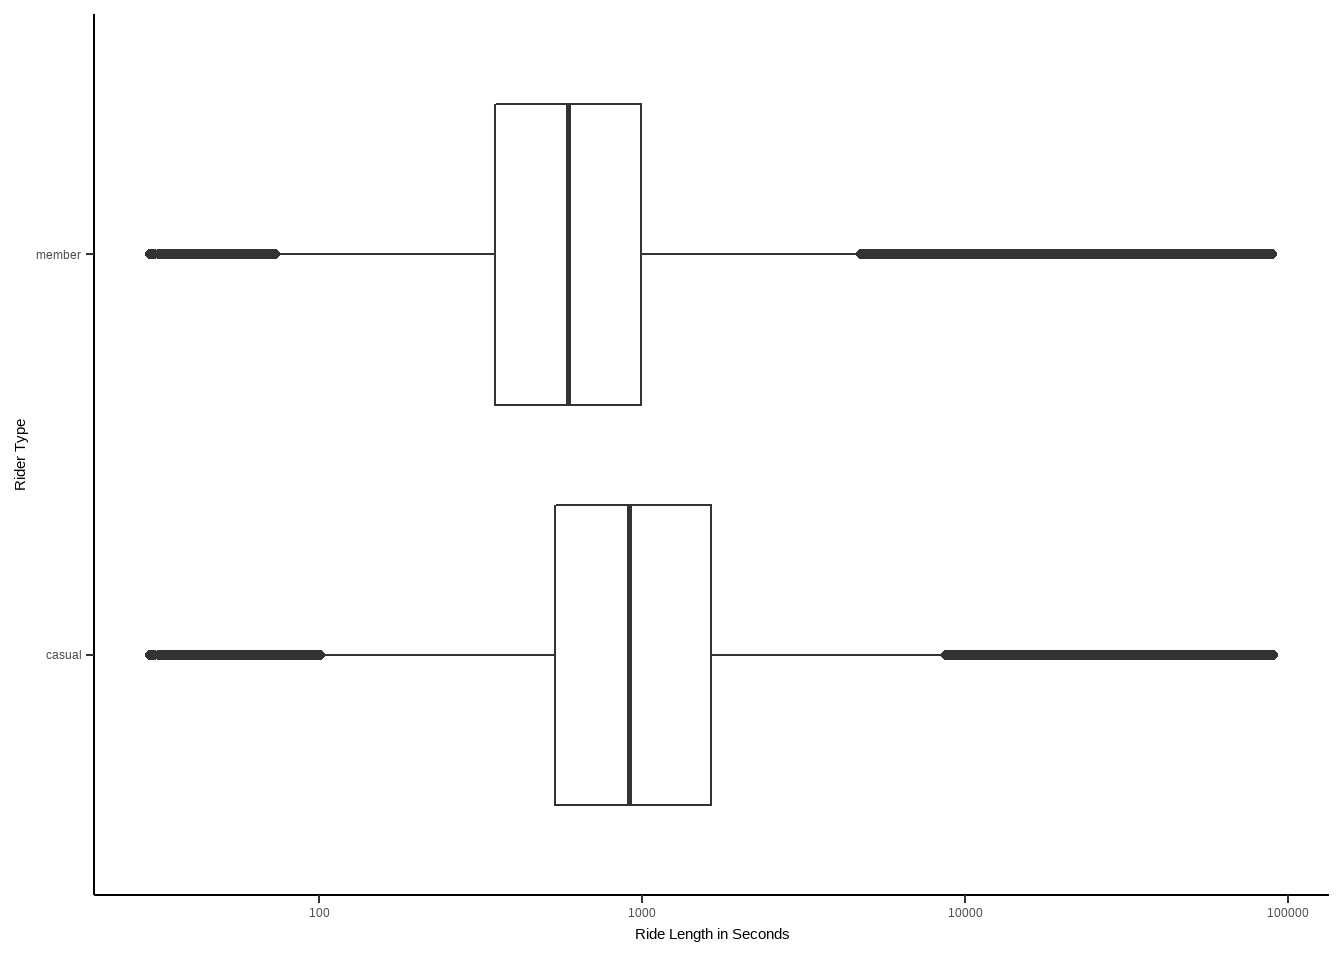 Rider Type
member
casual
100
1000
10000
100000
Ride Length in Seconds